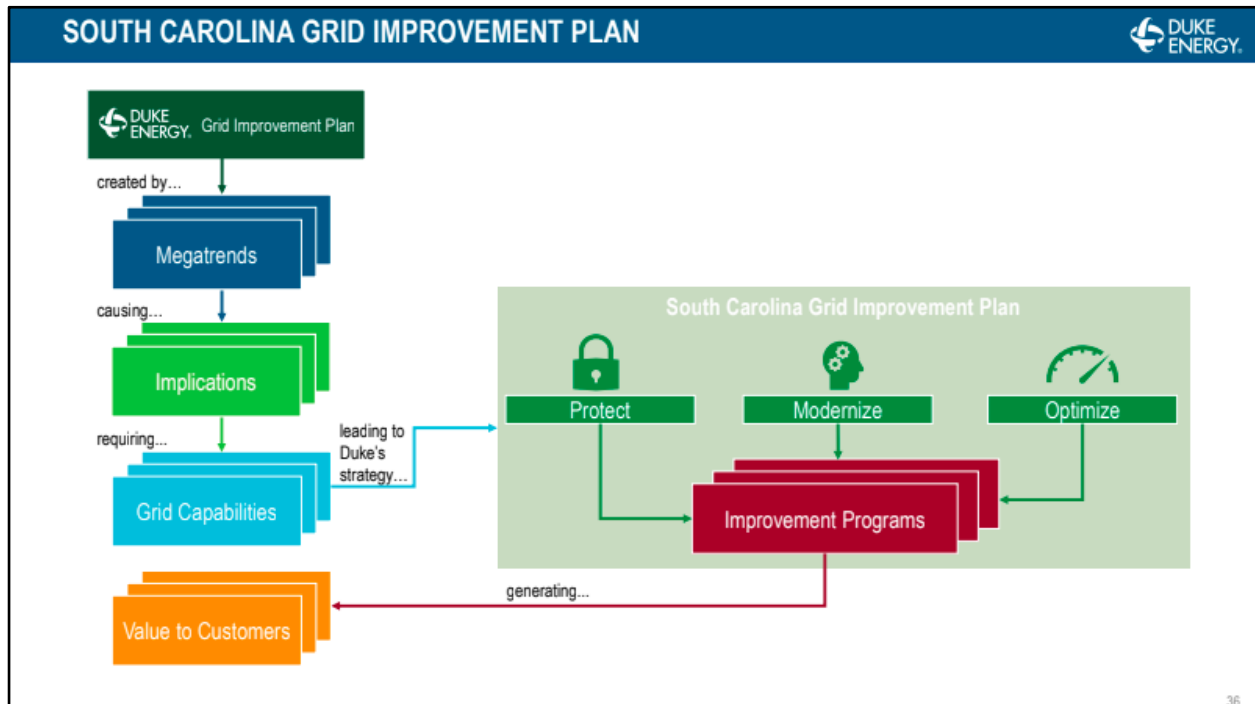 SOUTH CAROLINA GRID IMPROVEMENT PLAN
DUKE
ENERGY®
DUKE
ENERGY® Grid Improvement Plan
created by...
Megatrends
causing...
Implications
requiring...
Grid Capabilities
leading to
Duke's
strategy...
South Carolina Grid Improvement Plan
Protect
Modernize
Optimize
Improvement Programs
generating...
Value to Customers
36